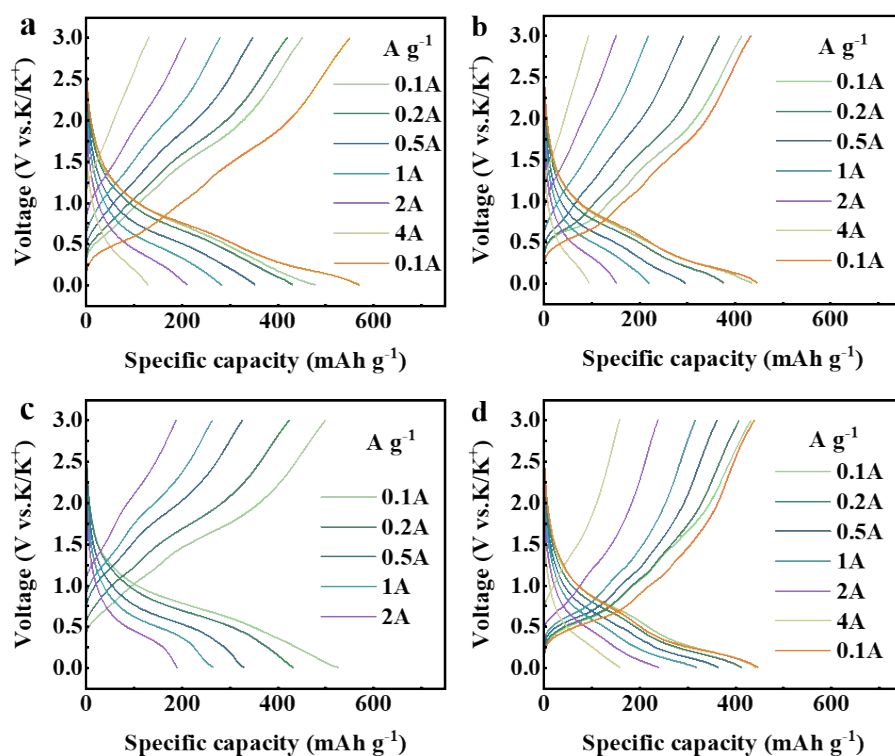 a
A g⁻¹
0.1A
0.2A
0.5A
1A
2A
4A
0.1A
Voltage (V vs.K/K⁺)
3.0
2.5
2.0
1.5
1.0
0.5
0.0
0 200 400 600
Specific capacity (mAh g⁻¹)
b
A g⁻¹
0.1A
0.2A
0.5A
1A
2A
4A
0.1A
Voltage (V vs.K/K⁺)
3.0
2.5
2.0
1.5
1.0
0.5
0.0
0 200 400 600
Specific capacity (mAh g⁻¹)
c
A g⁻¹
0.1A
0.2A
0.5A
1A
2A
Voltage (V vs.K/K⁺)
3.0
2.5
2.0
1.5
1.0
0.5
0.0
0 200 400 600
Specific capacity (mAh g⁻¹)
d
A g⁻¹
0.1A
0.2A
0.5A
1A
2A
4A
0.1A
Voltage (V vs.K/K⁺)
3.0
2.5
2.0
1.5
1.0
0.5
0.0
0 200 400 600
Specific capacity (mAh g⁻¹)